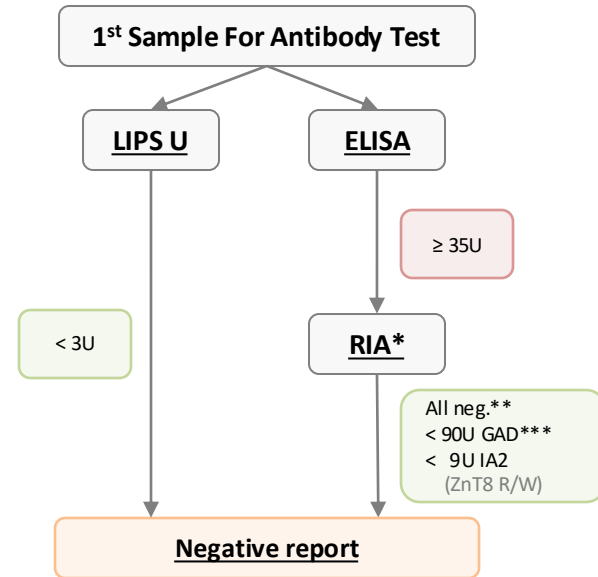 1st Sample For Antibody Test
LIPS U
ELISA
≥ 35U
< 3U
RIA*
All neg.**
< 90U GAD***
< 9U IA2
(ZnT8 R/W)
Negative report